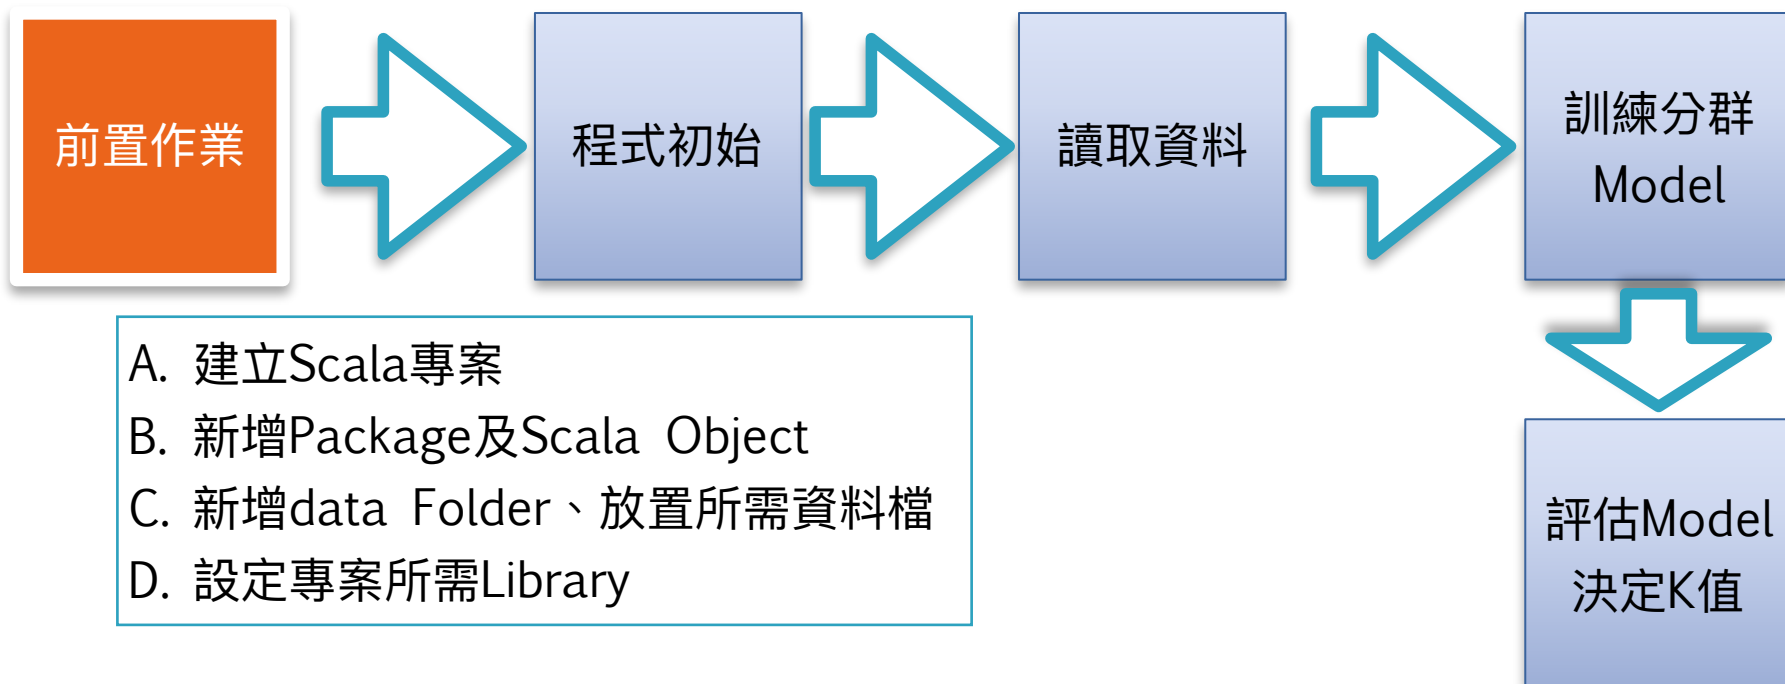 前置作業
程式初始
讀取資料
訓練分群
Model
A. 建立Scala專案
B. 新增Package及Scala Object
C. 新增data Folder、放置所需資料檔
D. 設定專案所需Library
評估Model
決定K值